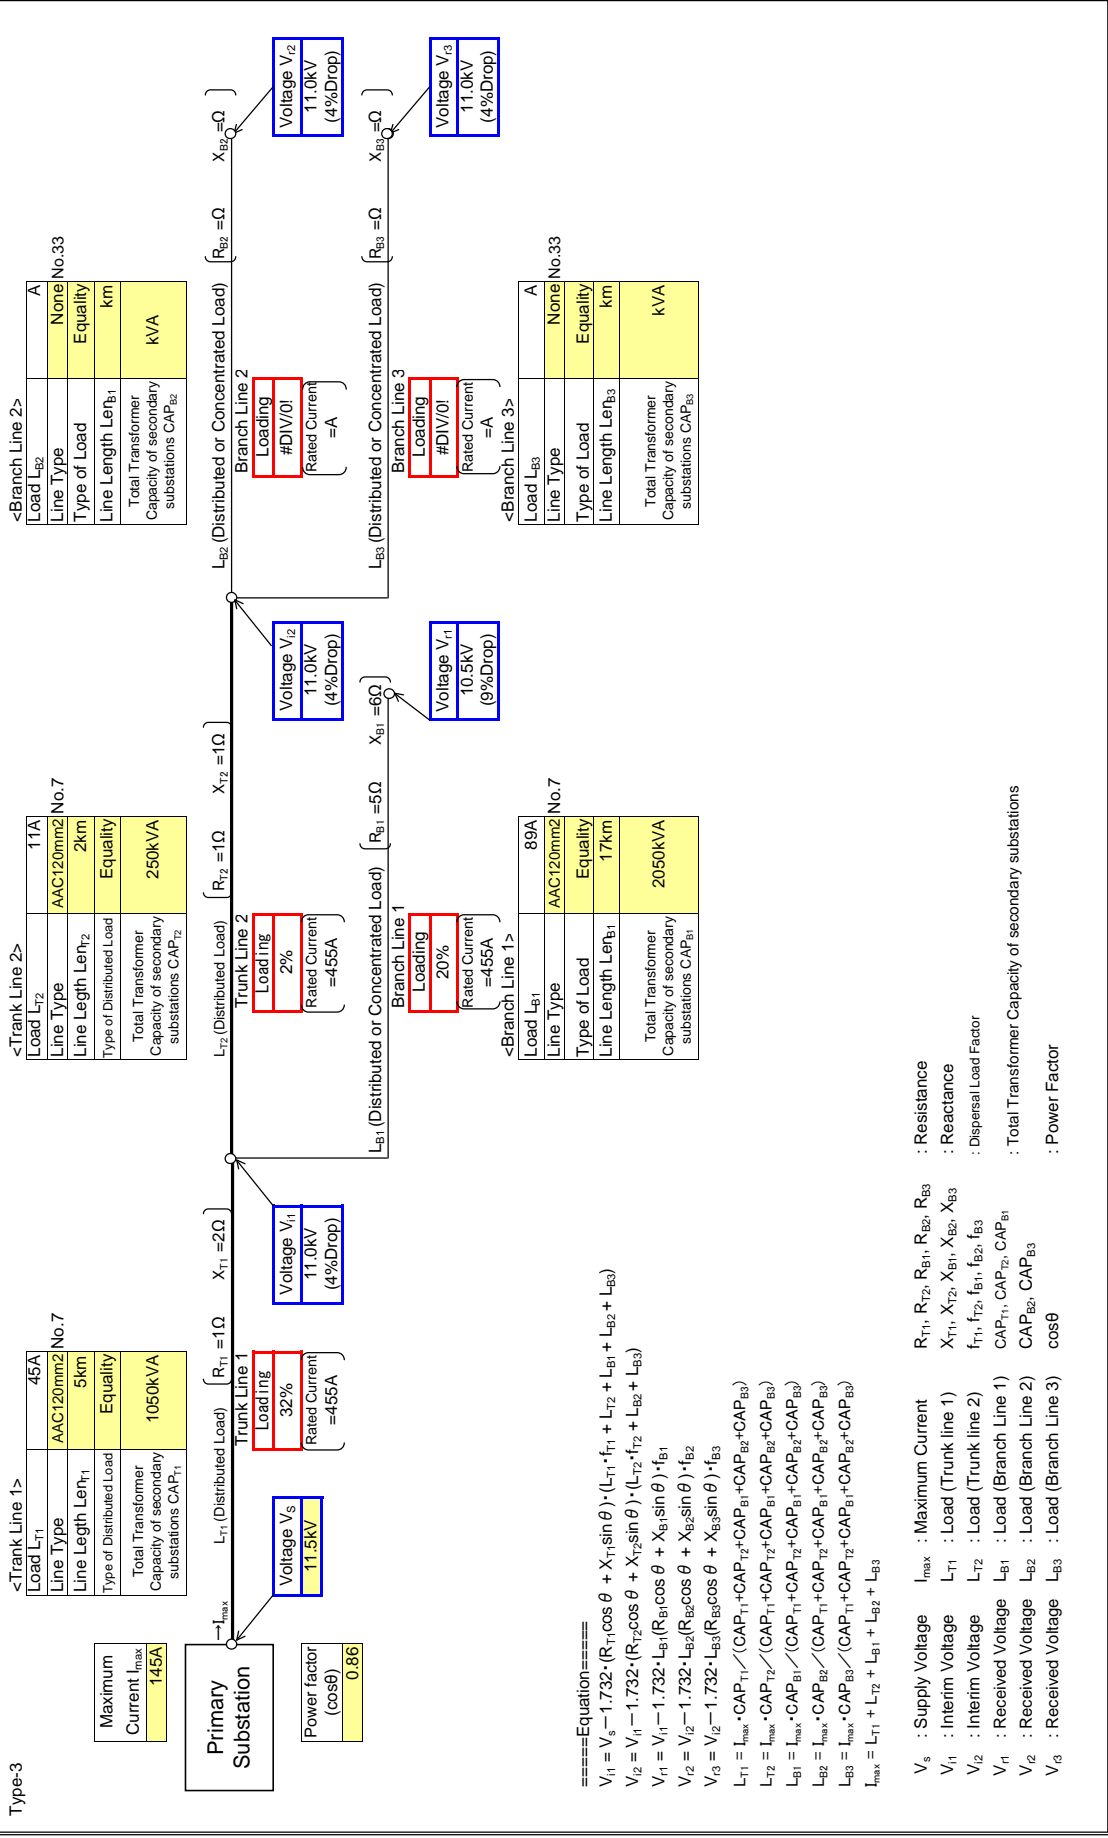 Type-3
Maximum
Current Imax
145A
Primary
Substation
Power factor
(cosθ)
0.86
→Imax
Voltage VS
11.5kV
<Trank Line 1>
Load LT1 45A
Line Type AAC120mm2 No.7
Line Length LenT1 5km
Type of Distributed Load Equality
Total Transformer
Capacity of secondary
substations CAPT1
1050kVA
LT1 (Distributed Load) (RT1 =1Ω XT1 =2Ω)
Trunk Line 1
Loading
32%
(Rated Current
=455A)
Voltage Vi1
11.0kV
(4%Drop)
<Trank Line 2>
Load LT2 11A
Line Type AAC120mm2 No.7
Line Legth LenT2 2km
Type of Distributed Load Equality
Total Transformer
Capacity of secondary
substations CAPT2
250kVA
LT2 (Distributed Load) (RT2 =1Ω XT2 =1Ω)
Trunk Line 2
Loading
2%
(Rated Current
=455A)
Voltage Vi2
11.0kV
(4%Drop)
LB1 (Distributed or Concentrated Load) (RB1 =5Ω XB1 =6Ω)
Branch Line 1
Loading
20%
(Rated Current
=455A)
Voltage Vr1
10.5kV
(9%Drop)
<Branch Line 1>
Load LB1 89A
Line Type AAC120mm2 No.7
Type of Load Equality
Line Length LenB1 17km
Total Transformer
Capacity of secondary
substations CAPB1
2050kVA
<Branch Line 2>
Load LB2 A
Line Type None No.33
Type of Load Equality
Line Length LenB1 km
Total Transformer
Capacity of secondary
substations CAPB2
kVA
LB2 (Distributed or Concentrated Load) (RB2 =Ω XB2 =Ω)
Branch Line 2
Loading
#DIV/0!
(Rated Current
=A)
Voltage Vr2
11.0kV
(4%Drop)
LB3 (Distributed or Concentrated Load) (RB3 =Ω XB3 =Ω)
Branch Line 3
Loading
#DIV/0!
(Rated Current
=A)
Voltage Vr3
11.0kV
(4%Drop)
<Branch Line 3>
Load LB3 A
Line Type None No.33
Type of Load Equality
Line Length LenB3 km
Total Transformer
Capacity of secondary
substations CAPB3
kVA
=====Equation=====
Vi1 = Vs－1.732･(RT1cos θ + XT1sin θ)･(LT1･fT1 + LT2 + LB1 + LB2 + LB3)
Vi2 = Vi1－1.732･(RT2cos θ + XT2sin θ)･(LT2･fT2 + LB2 + LB3)
Vr1 = Vi1－1.732･LB1(RB1cos θ + XB1sin θ)･fB1
Vr2 = Vi2－1.732･LB2(RB2cos θ + XB2sin θ)･fB2
Vr3 = Vi2－1.732･LB3(RB3cos θ + XB3sin θ)･fB3
LT1 = Imax･CAPT1／(CAPT1+CAPT2+CAPB1+CAPB2+CAPB3)
LT2 = Imax･CAPT2／(CAPT1+CAPT2+CAPB1+CAPB2+CAPB3)
LB1 = Imax･CAPB1／(CAPT1+CAPT2+CAPB1+CAPB2+CAPB3)
LB2 = Imax･CAPB2／(CAPT1+CAPT2+CAPB1+CAPB2+CAPB3)
LB3 = Imax･CAPB3／(CAPT1+CAPT2+CAPB1+CAPB2+CAPB3)
Imax = LT1 + LT2 + LB1 + LB2 + LB3
Vs : Supply Voltage Imax : Maximum Current RT1, RT2, RB1, RB2, RB3 : Resistance
Vi1 : Interim Voltage LT1 : Load (Trunk line 1) XT1, XT2, XB1, XB2, XB3 : Reactance
Vi2 : Interim Voltage LT2 : Load (Trunk line 2) fT1, fT2, fB1, fB2, fB3 : Dispersal Load Factor
Vr1 : Received Voltage LB1 : Load (Branch Line 1) CAPT1, CAPT2, CAPB1 : Total Transformer Capacity of secondary substations
Vr2 : Received Voltage LB2 : Load (Branch Line 2) CAPB2, CAPB3
Vr3 : Received Voltage LB3 : Load (Branch Line 3) cosθ : Power Factor